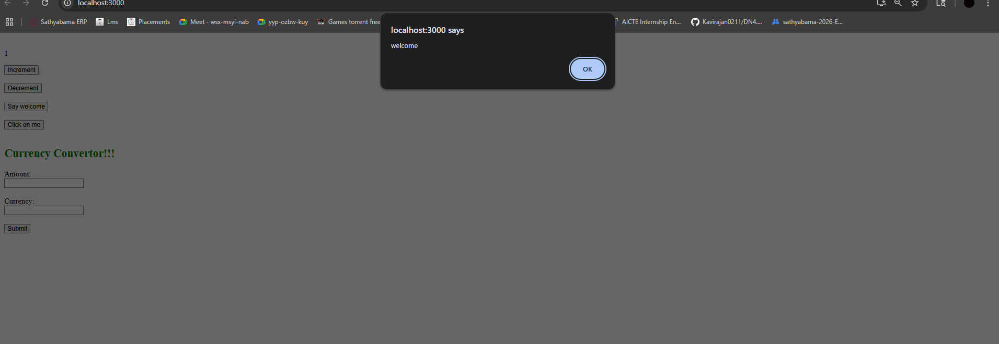 localhost:3000
Sathyabama ERP Lms Placements Meet - wsx-msyi-nab yyp-ozbw-kuy Games torrent free AICTE Internship En... Kavirajan0211/DN4.... sathyabama-2026-E...
localhost:3000 says
welcome
OK
1
Increment
Decrement
Say welcome
Click on me
Currency Convertor!!!
Amount:
Currency:
Submit